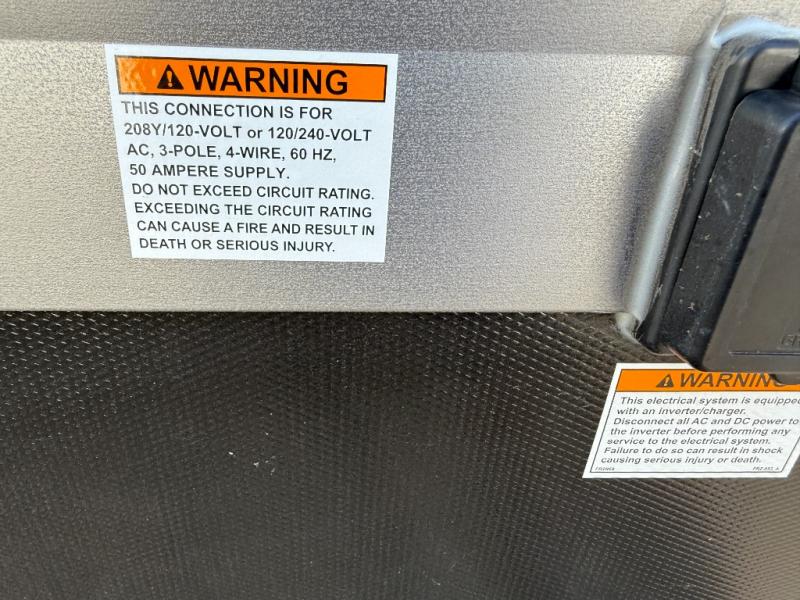 WARNING
THIS CONNECTION IS FOR
208Y/120-VOLT or 120/240-VOLT
AC, 3-POLE, 4-WIRE, 60 HZ,
50 AMPERE SUPPLY.
DO NOT EXCEED CIRCUIT RATING.
EXCEEDING THE CIRCUIT RATING
CAN CAUSE A FIRE AND RESULT IN
DEATH OR SERIOUS INJURY.
WARNING
This electrical system is equipped
with an inverter/charger.
Disconnect all AC and DC power to
the inverter before performing any
service to the electrical system.
Failure to do so can result in shock
causing serious injury or death.